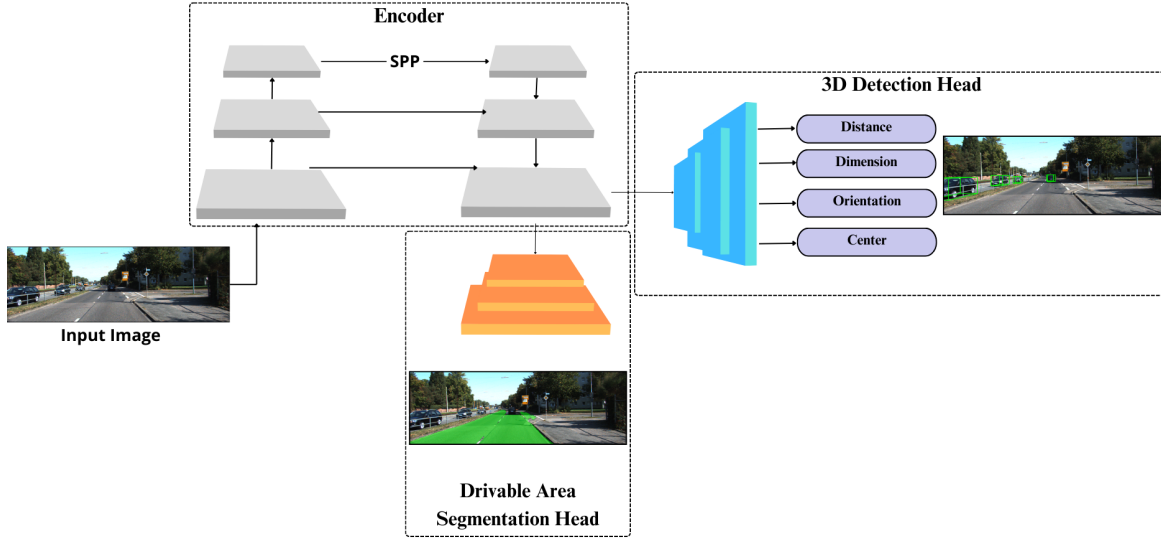 Encoder
SPP
3D Detection Head
Distance
Dimension
Orientation
Center
Input Image
Drivable Area
Segmentation Head